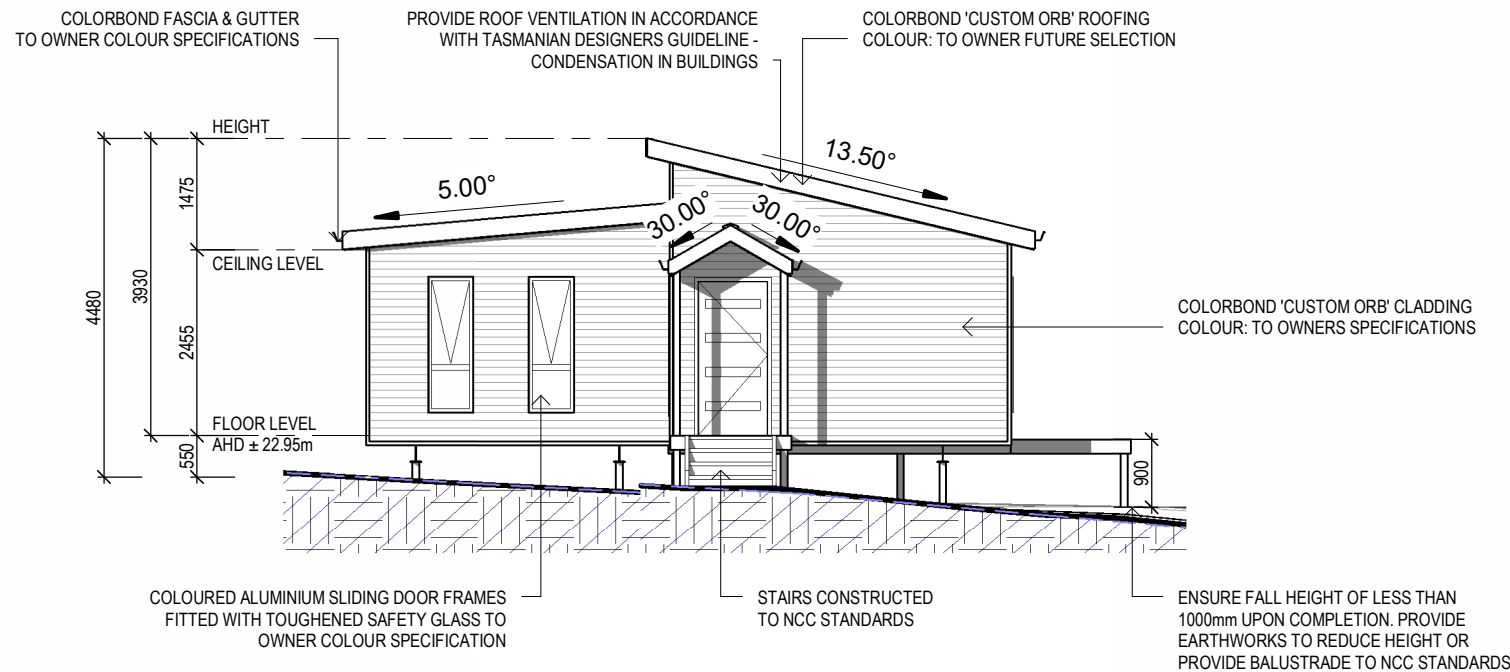 COLORBOND FASCIA & GUTTER
TO OWNER COLOUR SPECIFICATIONS
PROVIDE ROOF VENTILATION IN ACCORDANCE
WITH TASMANIAN DESIGNERS GUIDELINE -
CONDENSATION IN BUILDINGS
COLORBOND 'CUSTOM ORB' ROOFING
COLOUR: TO OWNER FUTURE SELECTION
HEIGHT
5.00°
13.50°
30.00°
30.00°
1475
CEILING LEVEL
4480
3930
2455
COLORBOND 'CUSTOM ORB' CLADDING
COLOUR: TO OWNERS SPECIFICATIONS
FLOOR LEVEL
AHD ± 22.95m
550
900
COLOURED ALUMINIUM SLIDING DOOR FRAMES
FITTED WITH TOUGHENED SAFETY GLASS TO
OWNER COLOUR SPECIFICATION
STAIRS CONSTRUCTED
TO NCC STANDARDS
ENSURE FALL HEIGHT OF LESS THAN
1000mm UPON COMPLETION. PROVIDE
EARTHWORKS TO REDUCE HEIGHT OR
PROVIDE BALUSTRADE TO NCC STANDARDS